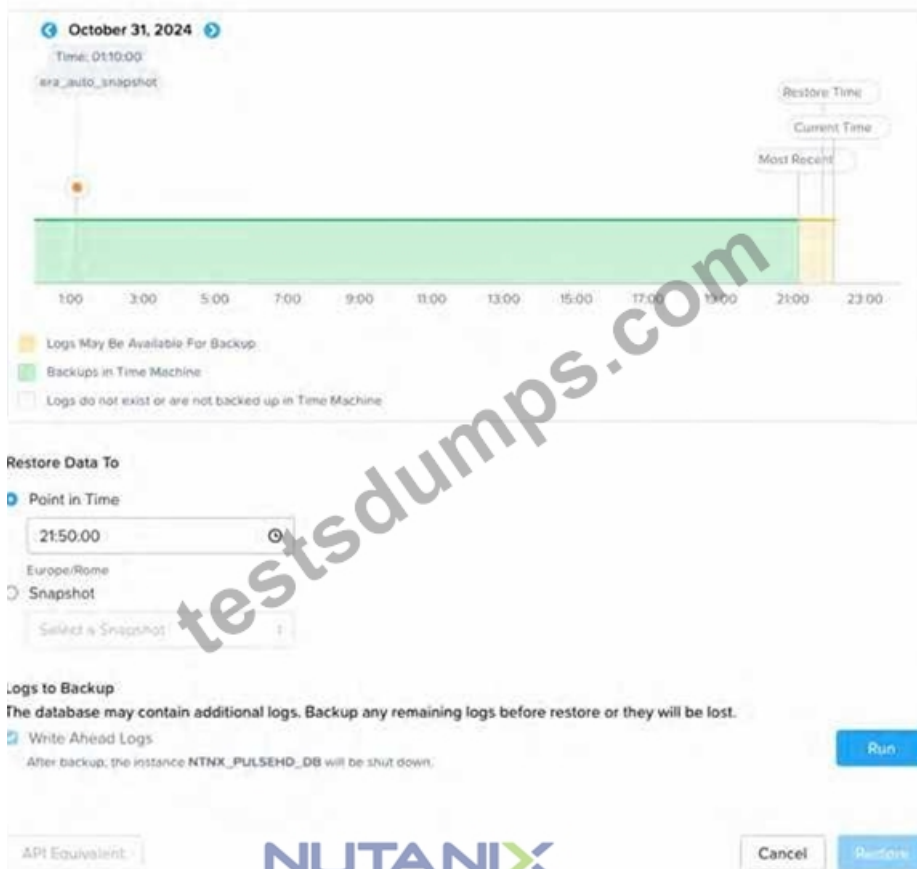 October 31, 2024
Time: 01:10:00
era_auto_snapshot
Restore Time
Current Time
Most Recent
1:00 3:00 5:00 7:00 9:00 11:00 13:00 15:00 17:00 19:00 21:00 23:00
Logs May Be Available For Backup
Backups in Time Machine
Logs do not exist or are not backed up in Time Machine
Restore Data To
Point in Time
21:50:00
Europe/Rome
Snapshot
Select a Snapshot
Logs to Backup
The database may contain additional logs. Backup any remaining logs before restore or they will be lost.
Write Ahead Logs
Run
After backup, the instance NTNX_PULSEHD_DB will be shut down.
API Equivalent
NUTANIX
Cancel
Restore
testsdumps.com